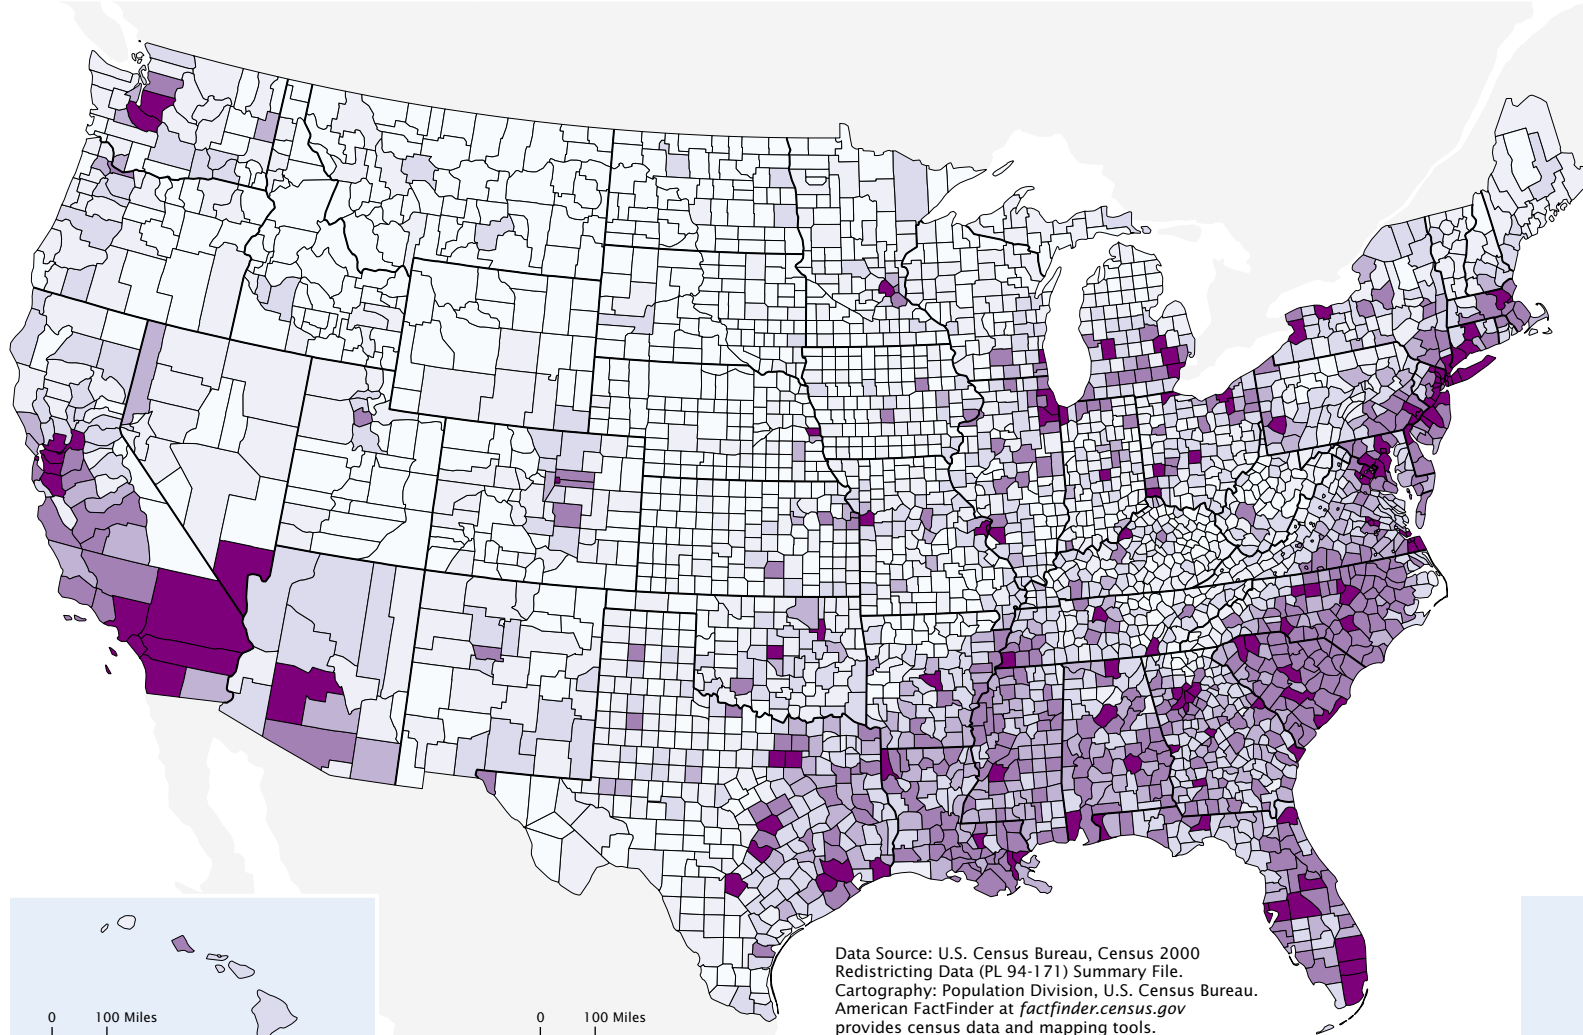 Data Source: U.S. Census Bureau, Census 2000
Redistricting Data (PL 94-171) Summary File.
Cartography: Population Division, U.S. Census Bureau.
American FactFinder at factfinder.census.gov
provides census data and mapping tools.
0 100 Miles
0 100 Miles